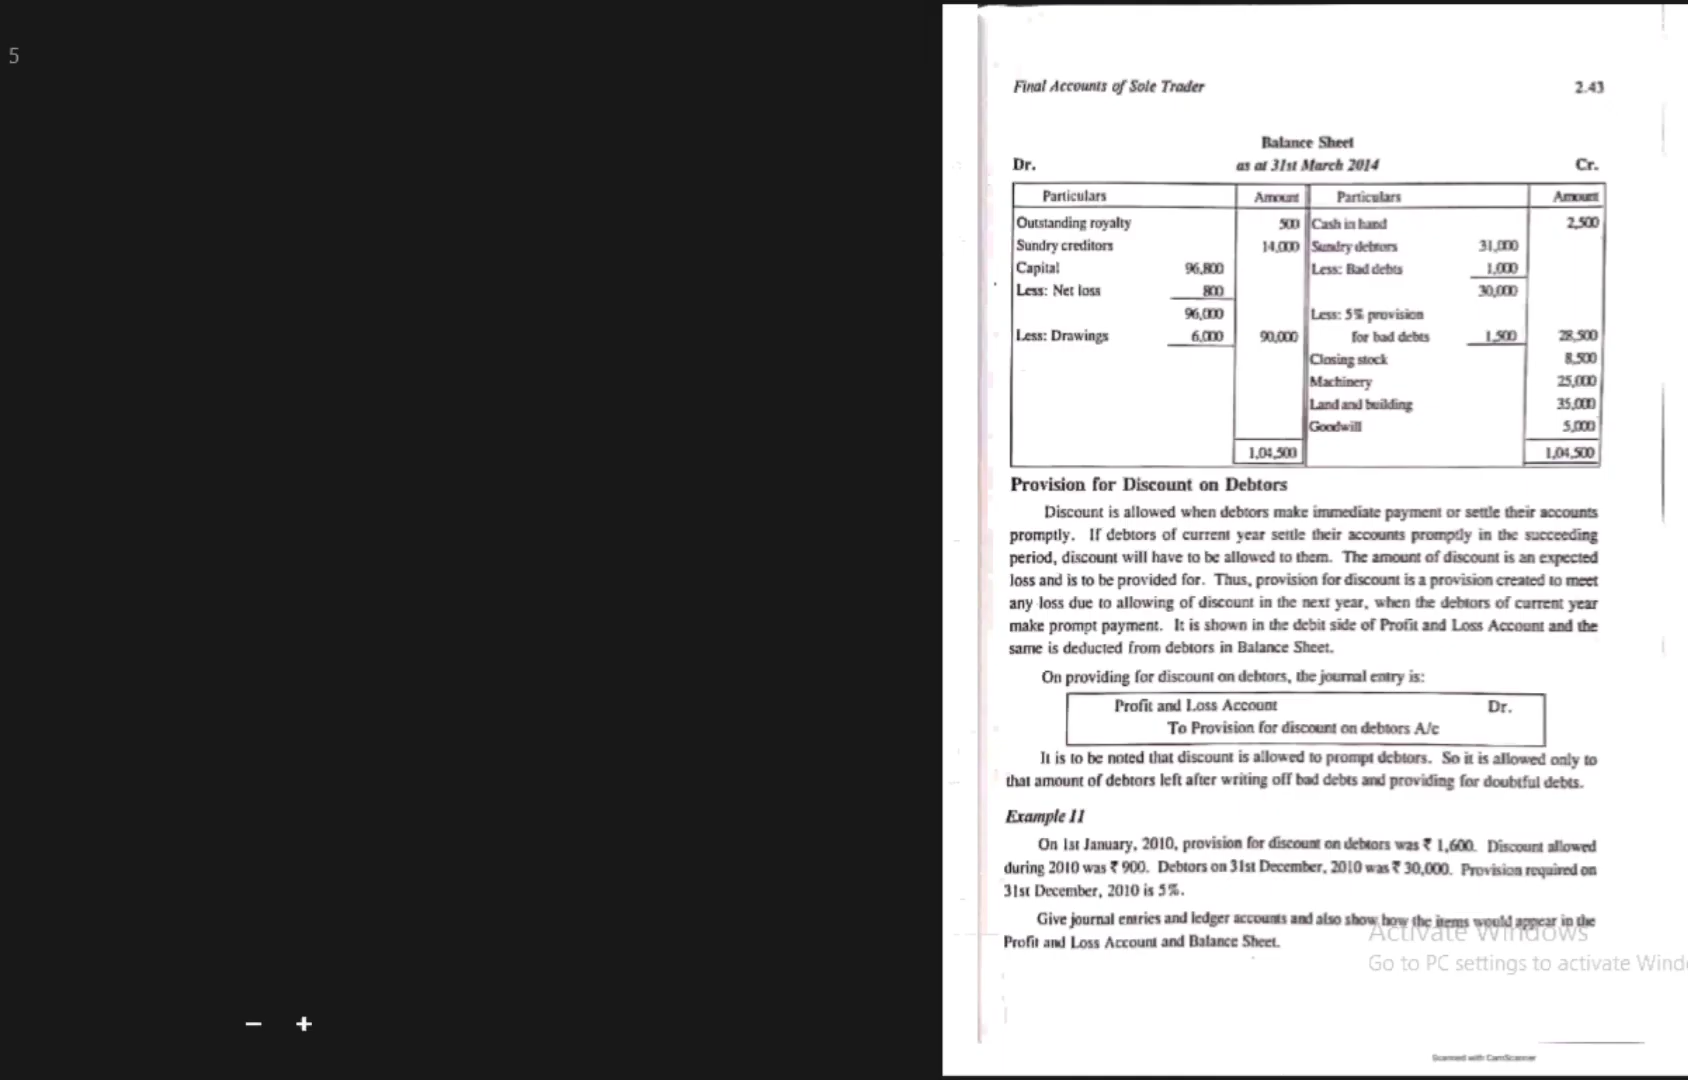 5
Final Accounts of Sole Trader 2.43
Balance Sheet
Dr. as at 31st March 2014 Cr.
Particulars Amount Particulars Amount
Outstanding royalty 500 Cash in hand 2,500
Sundry creditors 14,000 Sundry debtors 31,000
Capital 96,800 Less: Bad debts 1,000
Less: Net loss 800 30,000
96,000 Less: 5% provision
Less: Drawings 6,000 90,000 for bad debts 1,500 28,500
Closing stock 8,500
Machinery 25,000
Land and building 35,000
Goodwill 5,000
1,04,500 1,04,500
Provision for Discount on Debtors
Discount is allowed when debtors make immediate payment or settle their accounts
promptly. If debtors of current year settle their accounts promptly in the succeeding
period, discount will have to be allowed to them. The amount of discount is an expected
loss and is to be provided for. Thus, provision for discount is a provision created to meet
any loss due to allowing of discount in the next year, when the debtors of current year
make prompt payment. It is shown in the debit side of Profit and Loss Account and the
same is deducted from debtors in Balance Sheet.
On providing for discount on debtors, the journal entry is:
Profit and Loss Account Dr.
To Provision for discount on debtors A/c
It is to be noted that discount is allowed to prompt debtors. So it is allowed only to
that amount of debtors left after writing off bad debts and providing for doubtful debts.
Example 11
On 1st January, 2010, provision for discount on debtors was ₹ 1,600. Discount allowed
during 2010 was ₹ 900. Debtors on 31st December, 2010 was ₹ 30,000. Provision required on
31st December, 2010 is 5%.
Give journal entries and ledger accounts and also show how the items would appear in the
Profit and Loss Account and Balance Sheet.
Activate Windows
Go to PC settings to activate Wind
− +
Scanned with CamScanner